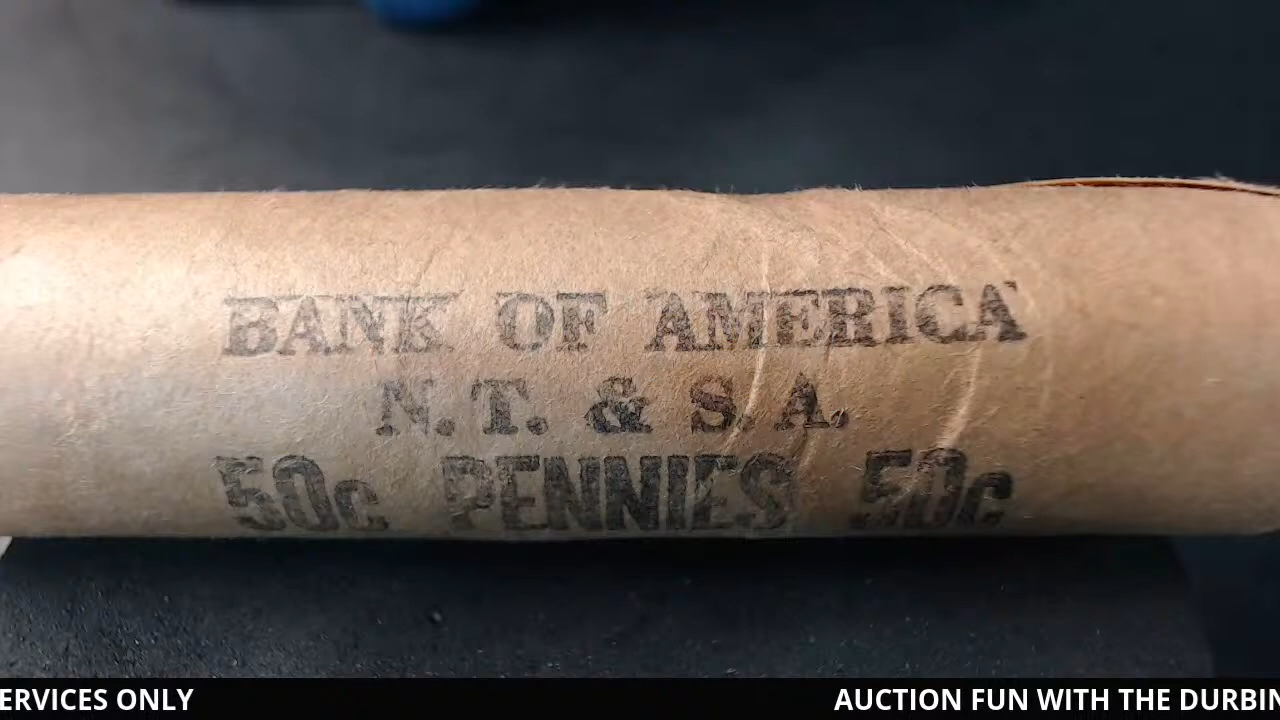 BANK OF AMERICA
N.T. & S.A.
50c PENNIES 50c
ERVICES ONLY
AUCTION FUN WITH THE DURBIN